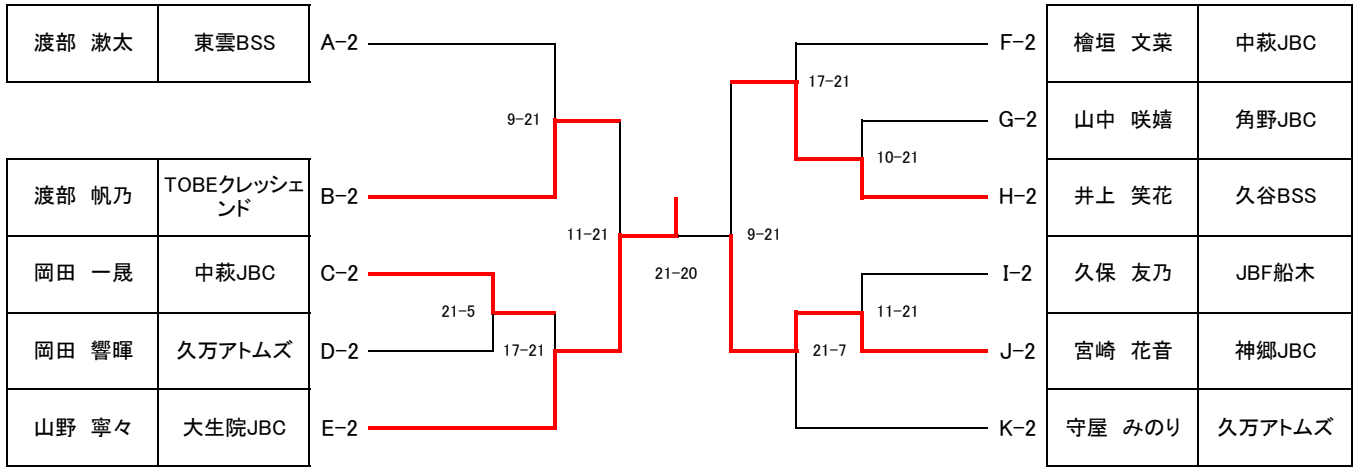 渡部 漱太 東雲BSS A-2
9-21
渡部 帆乃 TOBEクレッシェ
ンド B-2
11-21
岡田 一晟 中萩JBC C-2
21-5
岡田 響暉 久万アトムズ D-2
17-21
山野 寧々 大生院JBC E-2
21-20
F-2 檜垣 文菜 中萩JBC
17-21
G-2 山中 咲嬉 角野JBC
10-21
H-2 井上 笑花 久谷BSS
9-21
I-2 久保 友乃 JBF船木
11-21
J-2 宮崎 花音 神郷JBC
21-7
K-2 守屋 みのり 久万アトムズ